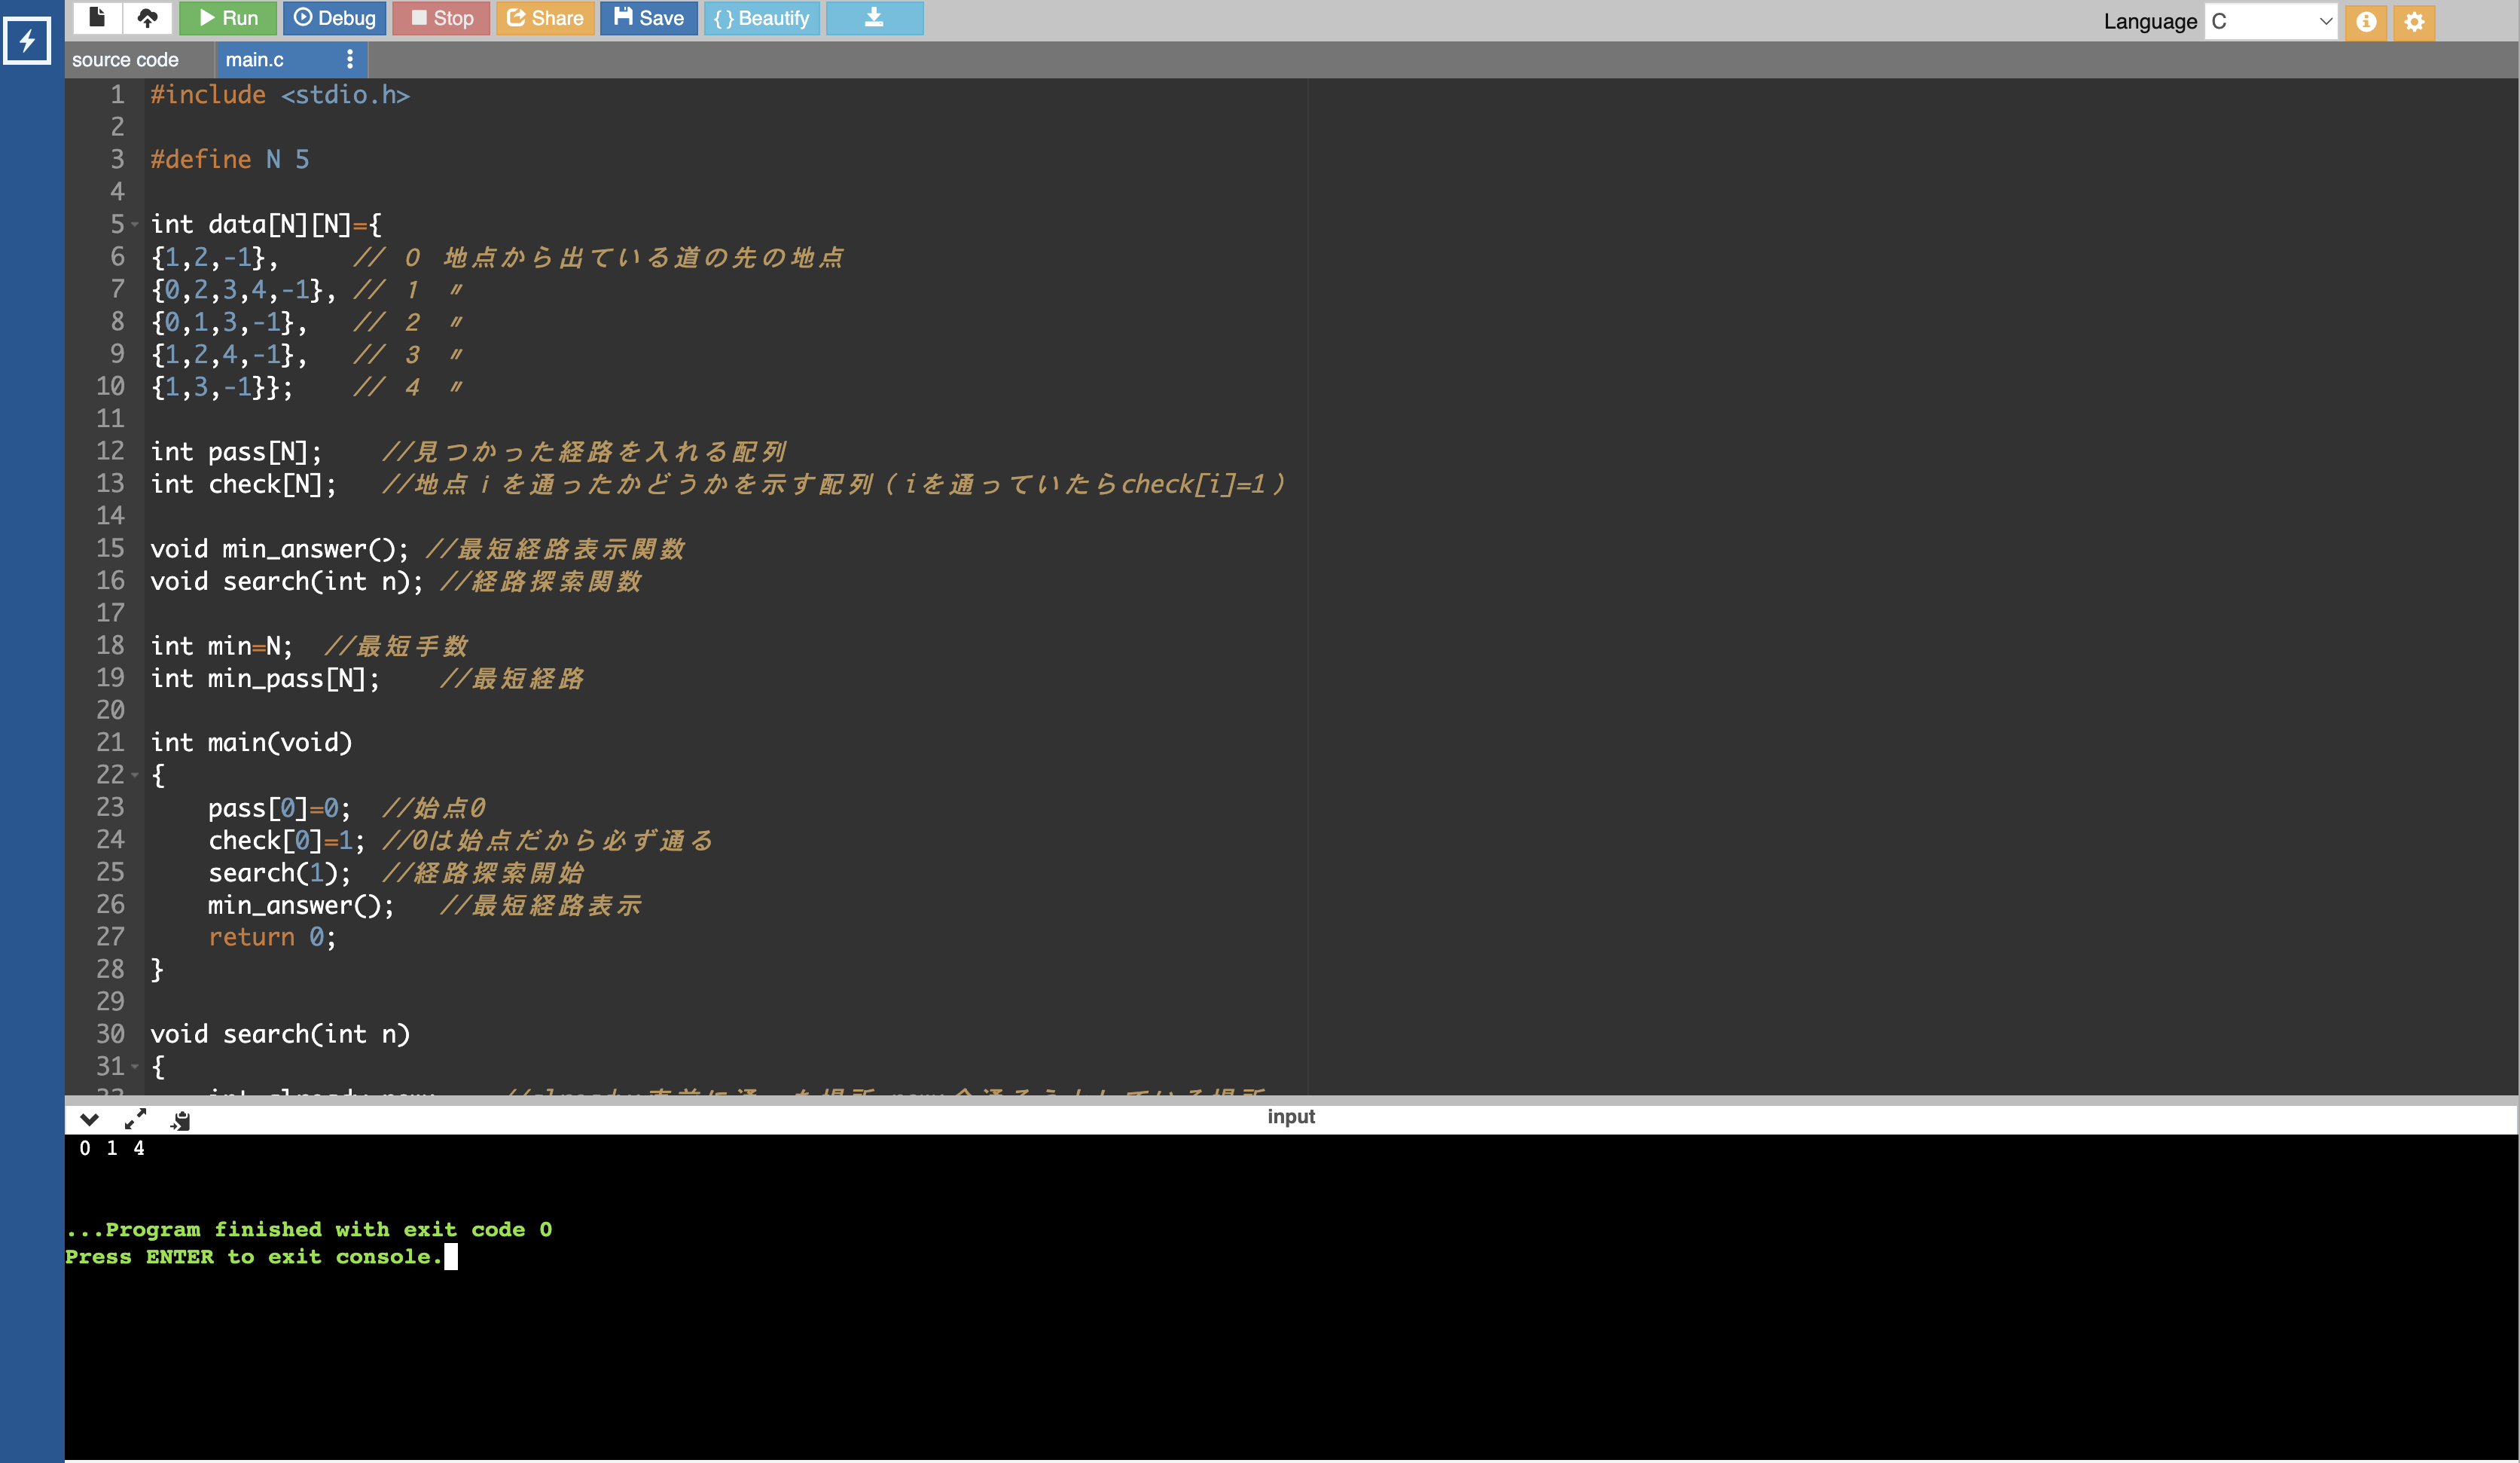 Run Debug Stop Share Save { } Beautify Language C
source code main.c
1 #include <stdio.h>
2
3 #define N 5
4
5 int data[N][N]={
6 {1,2,-1},     // 0 地点から出ている道の先の地点
7 {0,2,3,4,-1}, // 1 〃
8 {0,1,3,-1},   // 2 〃
9 {1,2,4,-1},   // 3 〃
10 {1,3,-1}};    // 4 〃
11
12 int pass[N];    //見つかった経路を入れる配列
13 int check[N];   //地点ｉを通ったかどうかを示す配列（iを通っていたらcheck[i]=1）
14
15 void min_answer(); //最短経路表示関数
16 void search(int n); //経路探索関数
17
18 int min=N;  //最短手数
19 int min_pass[N];    //最短経路
20
21 int main(void)
22 {
23     pass[0]=0;  //始点0
24     check[0]=1; //0は始点だから必ず通る
25     search(1);  //経路探索開始
26     min_answer();   //最短経路表示
27     return 0;
28 }
29
30 void search(int n)
31 {
input
0 1 4
...Program finished with exit code 0
Press ENTER to exit console.